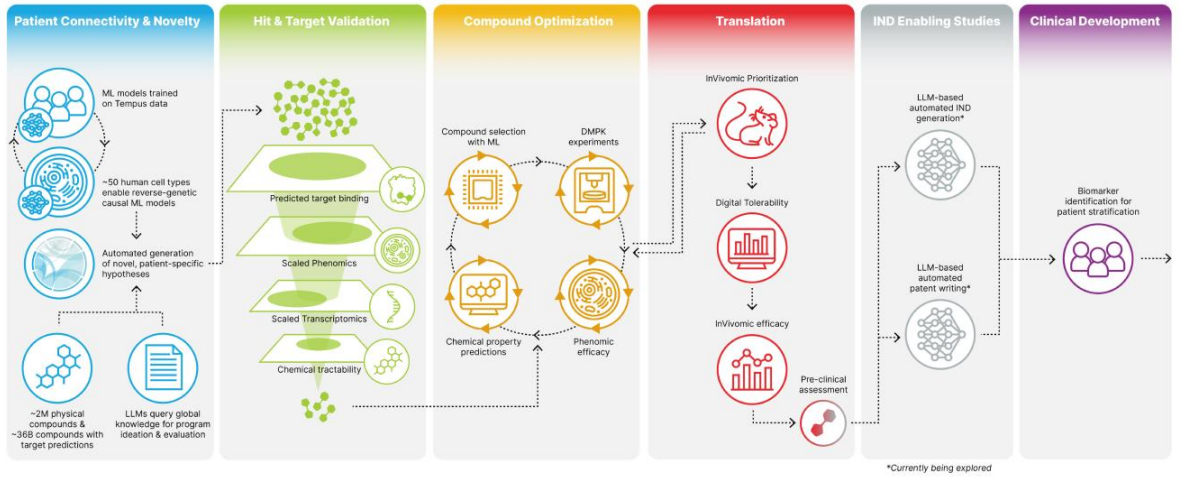 Patient Connectivity & Novelty
ML models trained
on Tempus data
~50 human cell types
enable reverse-genetic
causal ML models
Automated generation
of novel, patient-specific
hypotheses
~2M physical
compounds &
~36B compounds with
target predictions
LLMs query global
knowledge for program
ideation & evaluation
Hit & Target Validation
Predicted target binding
Scaled Phenomics
Scaled Transcriptomics
Chemical tractability
Compound Optimization
Compound selection
with ML
DMPK
experiments
Chemical property
predictions
Phenomic
efficacy
Translation
InVivomic Prioritization
Digital Tolerability
InVivomic efficacy
Pre-clinical
assessment
IND Enabling Studies
LLM-based
automated IND
generation*
LLM-based
automated
patent writing*
Clinical Development
Biomarker
identification for
patient stratification
*Currently being explored